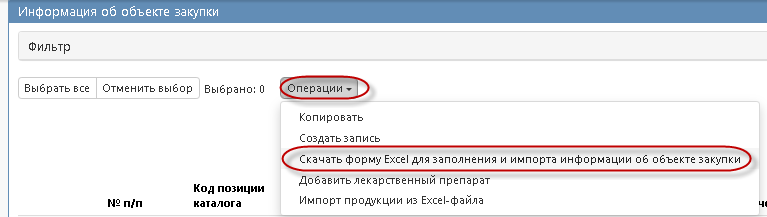 Информация об объекте закупки
Фильтр
Выбрать все Отменить выбор Выбрано: 0 Операции
Копировать
Создать запись
Скачать форму Excel для заполнения и импорта информации об объекте закупки
Добавить лекарственный препарат
Импорт продукции из Excel-файла
№ п/п
Код позиции
каталога